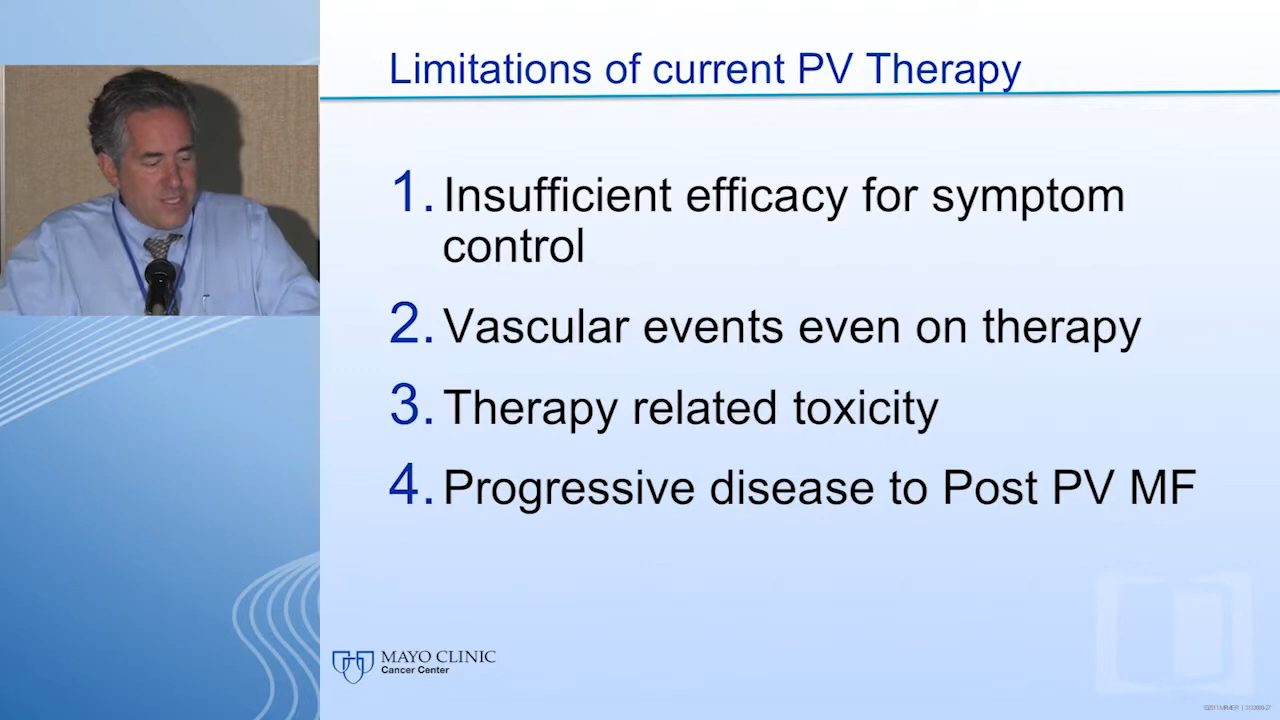 Limitations of current PV Therapy
1. Insufficient efficacy for symptom
control
2. Vascular events even on therapy
3. Therapy related toxicity
4. Progressive disease to Post PV MF
MAYO CLINIC
Cancer Center